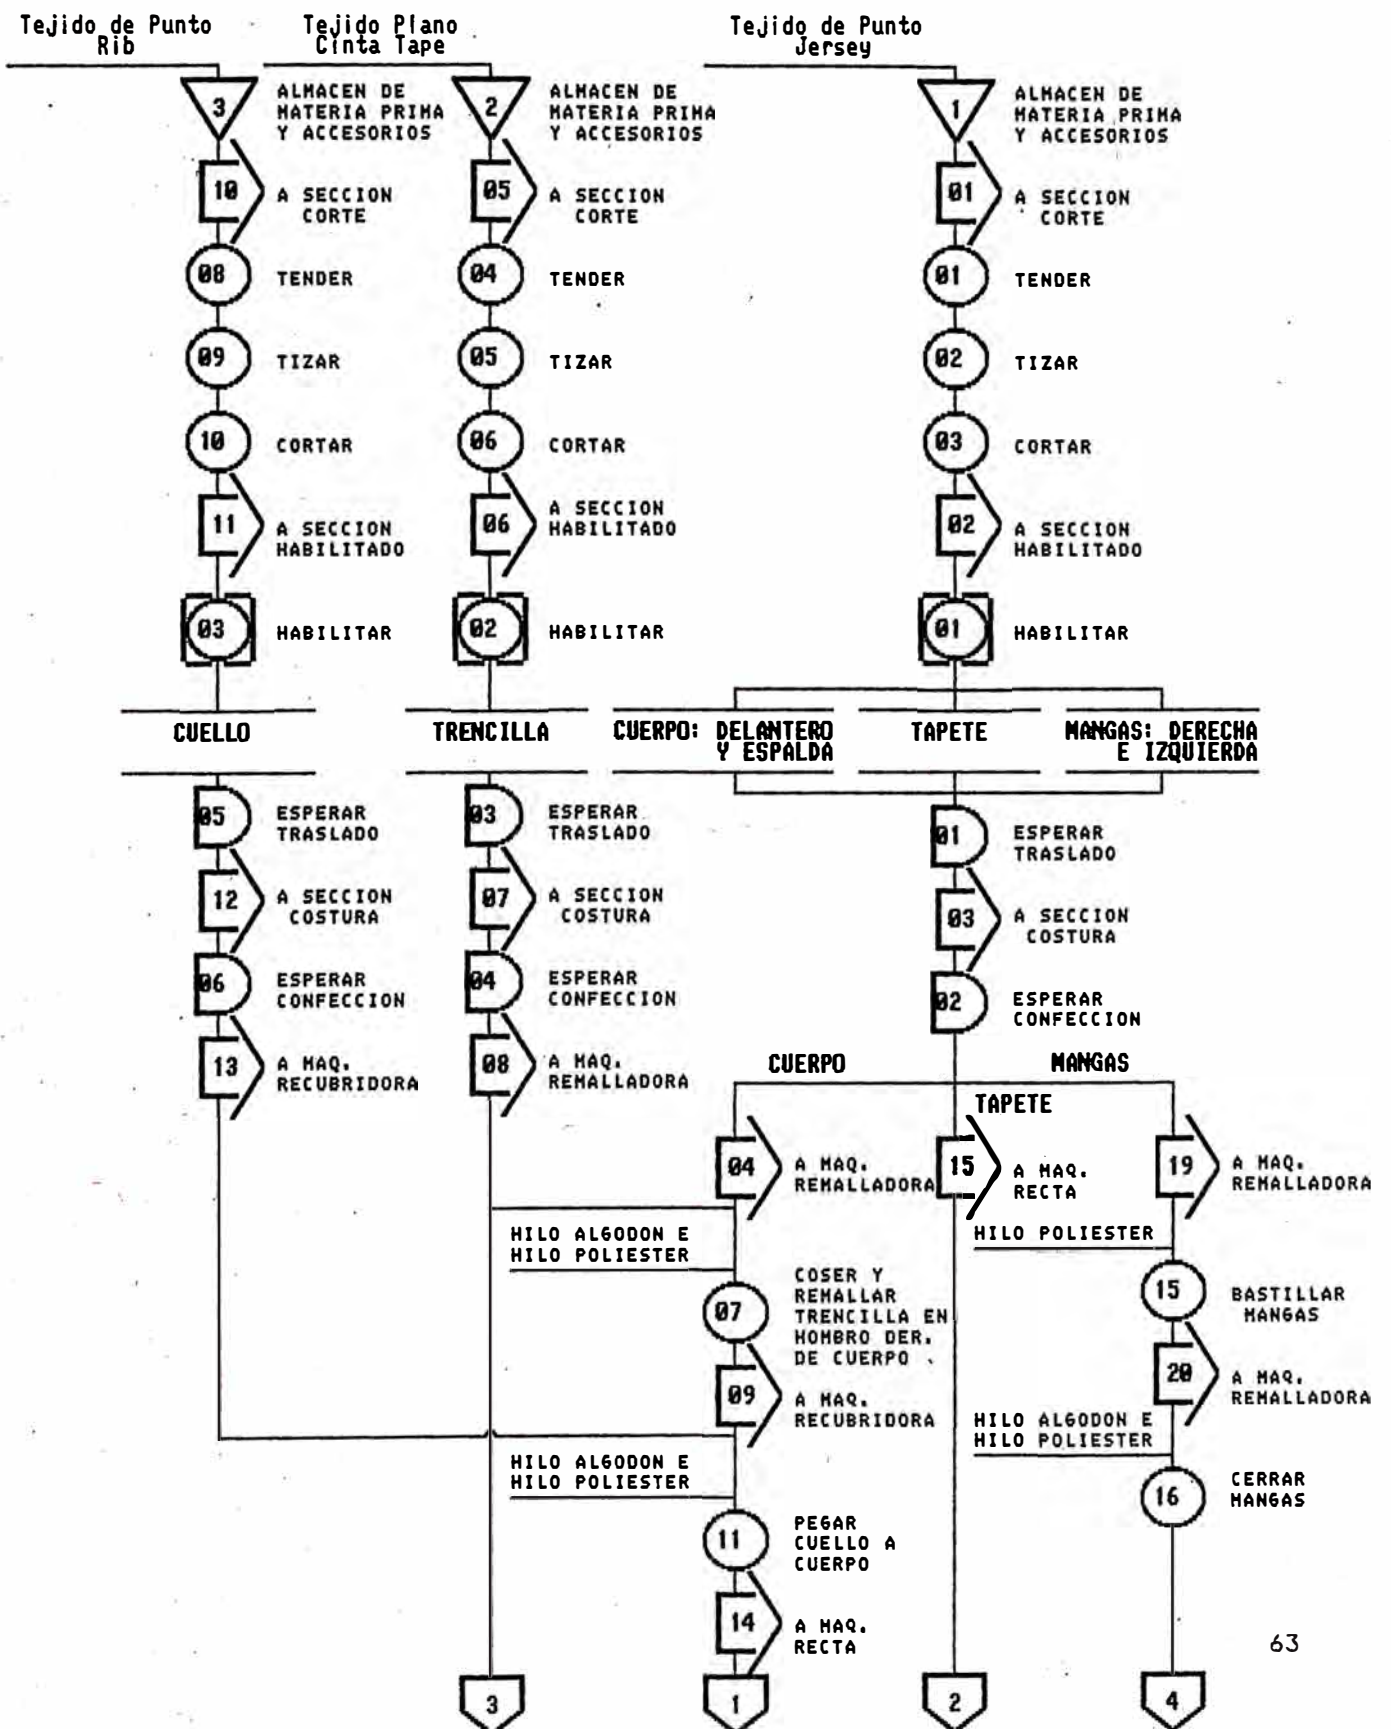 Tejido de Punto
Rib
Tejido Plano
Cinta Tape
Tejido de Punto
Jersey
3
ALMACEN DE
MATERIA PRIMA
Y ACCESORIOS
2
ALMACEN DE
MATERIA PRIMA
Y ACCESORIOS
1
ALMACEN DE
MATERIA PRIMA
Y ACCESORIOS
10
A SECCION
CORTE
05
A SECCION
CORTE
01
A SECCION
CORTE
08
TENDER
04
TENDER
01
TENDER
09
TIZAR
05
TIZAR
02
TIZAR
10
CORTAR
06
CORTAR
03
CORTAR
11
A SECCION
HABILITADO
06
A SECCION
HABILITADO
02
A SECCION
HABILITADO
03
HABILITAR
02
HABILITAR
01
HABILITAR
CUELLO
TRENCILLA
CUERPO: DELANTERO
Y ESPALDA
TAPETE
MANGAS: DERECHA
E IZQUIERDA
05
ESPERAR
TRASLADO
03
ESPERAR
TRASLADO
01
ESPERAR
TRASLADO
12
A SECCION
COSTURA
07
A SECCION
COSTURA
03
A SECCION
COSTURA
06
ESPERAR
CONFECCION
04
ESPERAR
CONFECCION
02
ESPERAR
CONFECCION
13
A MAQ.
RECUBRIDORA
08
A MAQ.
REMALLADORA
CUERPO
MANGAS
TAPETE
04
A MAQ.
REMALLADORA
15
A MAQ.
RECTA
19
A MAQ.
REMALLADORA
HILO ALGODON E
HILO POLIESTER
HILO POLIESTER
07
COSER Y
REMALLAR
TRENCILLA EN
HOMBRO DER.
DE CUERPO
15
BASTILLAR
MANGAS
09
A MAQ.
RECUBRIDORA
20
A MAQ.
REMALLADORA
HILO ALGODON E
HILO POLIESTER
HILO ALGODON E
HILO POLIESTER
16
CERRAR
MANGAS
11
PEGAR
CUELLO A
CUERPO
14
A MAQ.
RECTA
63
3
1
2
4